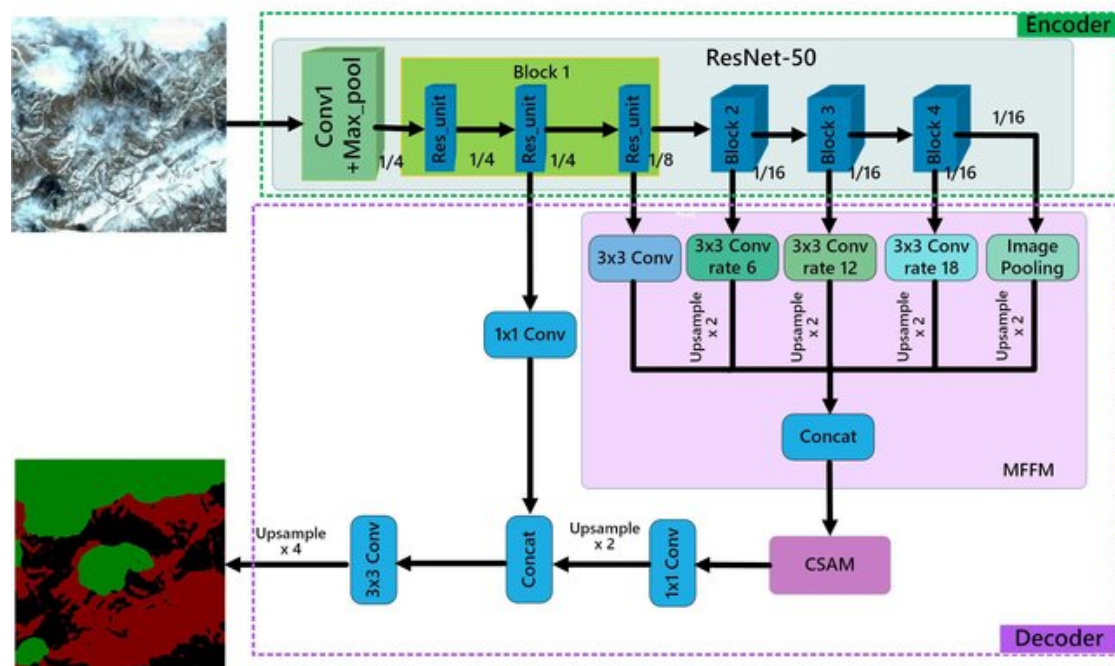 Encoder
ResNet-50
Block 1
Conv1
+Max_pool
1/4
Res_unit
1/4
Res_unit
1/4
Res_unit
1/8
Block 2
1/16
Block 3
1/16
Block 4
1/16
1/16
3x3 Conv
3x3 Conv
rate 6
3x3 Conv
rate 12
3x3 Conv
rate 18
Image
Pooling
Upsample
x 2
Upsample
x 2
Upsample
x 2
Upsample
x 2
1x1 Conv
Concat
MFFM
Upsample
x 4
3x3 Conv
Concat
Upsample
x 2
1x1 Conv
CSAM
Decoder